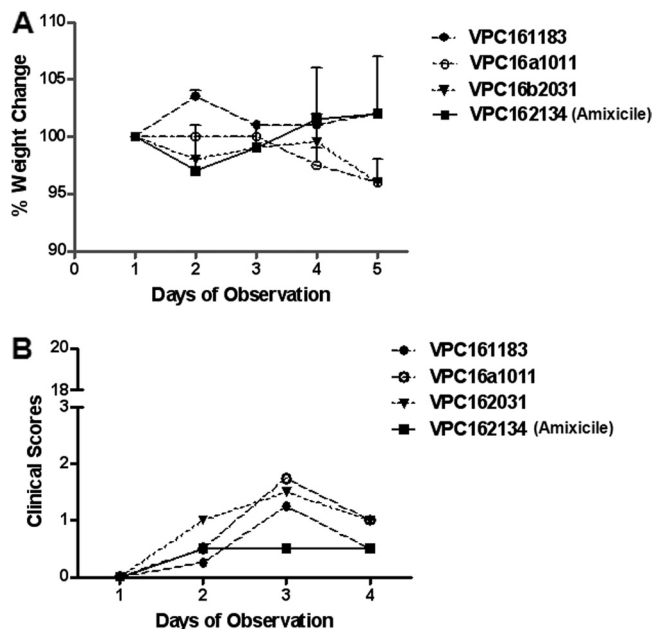 A
110
105
100
95
90
% Weight Change
0 1 2 3 4 5
Days of Observation
VPC161183
VPC16a1011
VPC16b2031
VPC162134 (Amixicile)
B
20
18
3
2
1
0
Clinical Scores
1 2 3 4
Days of Observation
VPC161183
VPC16a1011
VPC162031
VPC162134 (Amixicile)